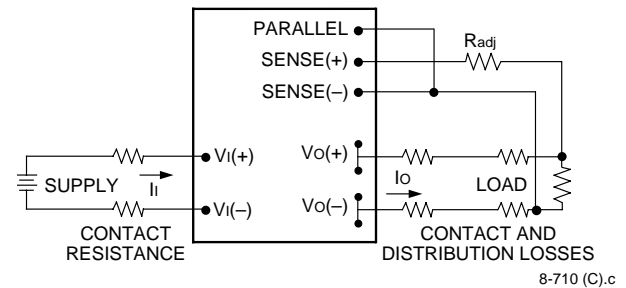 PARALLEL
Radj
SENSE(+)
SENSE(–)
VI(+)
VO(+)
SUPPLY
II
IO
LOAD
VI(–)
VO(–)
CONTACT
RESISTANCE
CONTACT AND
DISTRIBUTION LOSSES
8-710 (C).c